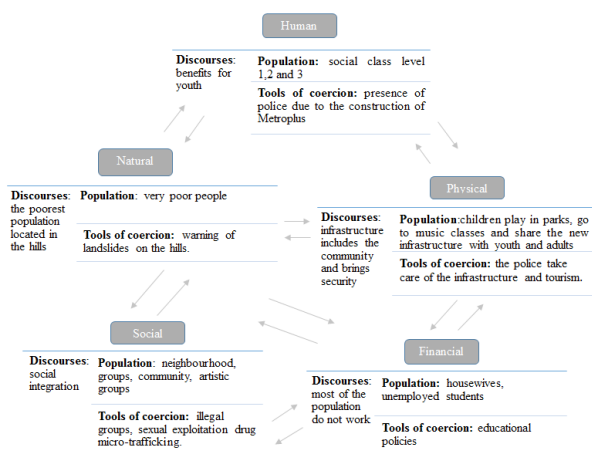 Human
Discourses:
benefits for
youth
Population: social class level
1,2 and 3
Tools of coercion: presence of
police due to the construction of
Metroplus
Natural
Discourses:
the poorest
population
located in
the hills
Population: very poor people
Tools of coercion: warning of
landslides on the hills.
Physical
Discourses:
infrastructure
includes the
community
and brings
security
Population:children play in parks, go
to music classes and share the new
infrastructure with youth and adults
Tools of coercion: the police take
care of the infrastructure and tourism.
Social
Discourses:
social
integration
Population: neighbourhood,
groups, community, artistic
groups
Tools of coercion: illegal
groups, sexual exploitation drug
micro-trafficking.
Financial
Discourses:
most of the
population
do not work
Population: housewives,
unemployed students
Tools of coercion: educational
policies